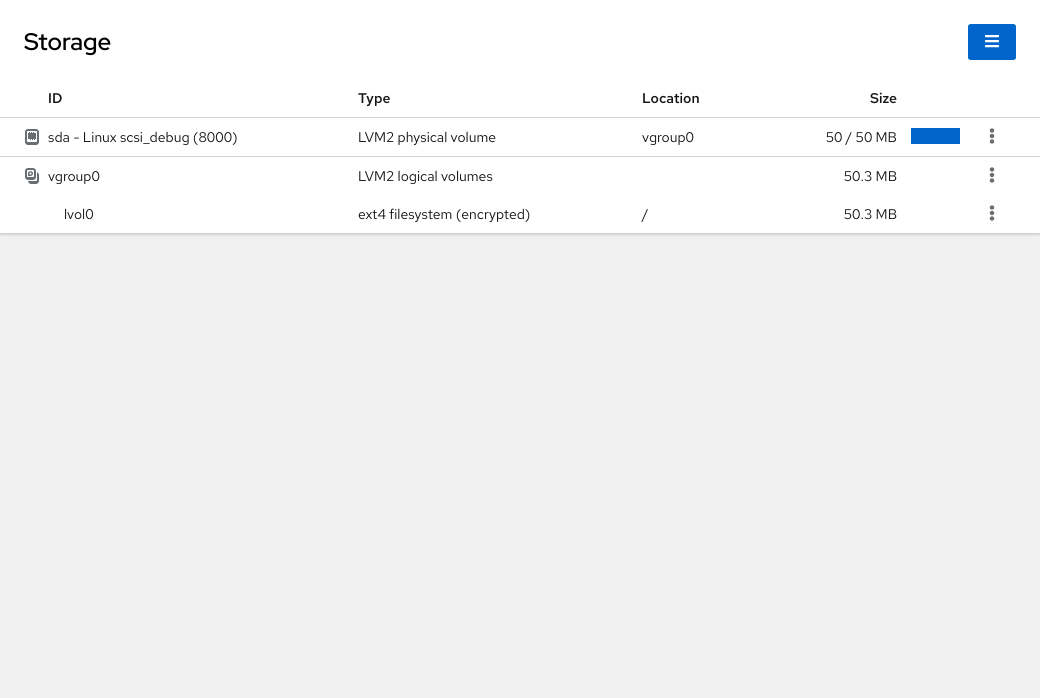 Storage
ID Type Location Size
sda - Linux scsi_debug (8000) LVM2 physical volume vgroup0 50 / 50 MB
vgroup0 LVM2 logical volumes 50.3 MB
lvol0 ext4 filesystem (encrypted) / 50.3 MB